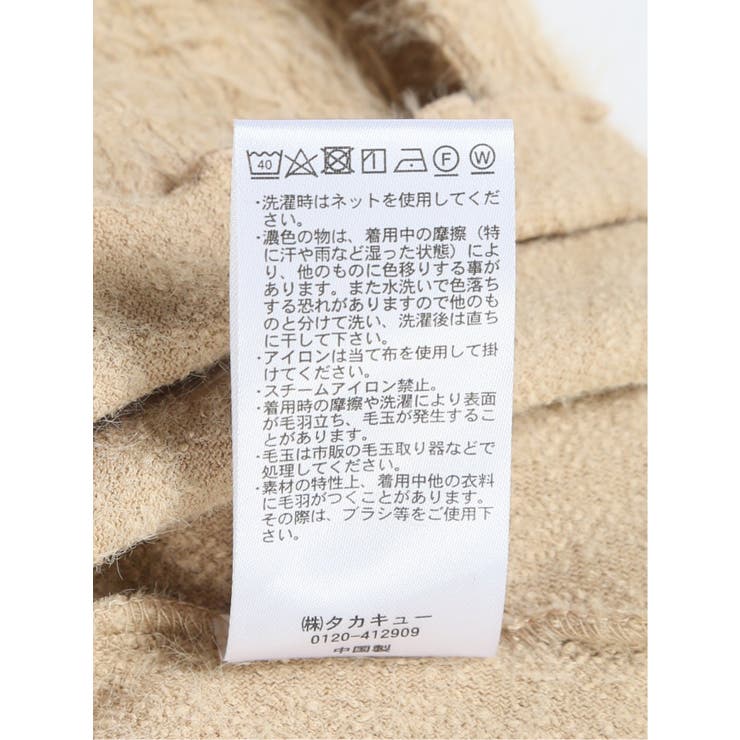 40 F W
・洗濯時はネットを使用してくだ
さい。
・濃色の物は、着用中の摩擦（特
に汗や雨など湿った状態）によ
り、他のものに色移りする事が
あります。また水洗いで色落ち
する恐れがありますので他のも
のと分けて洗い、洗濯後は直ち
に干して下さい。
・アイロンは当て布を使用して掛
けてください。
・スチームアイロン禁止。
・着用時の摩擦や洗濯により表面
が毛羽立ち、毛玉が発生するこ
とがあります。
・毛玉は市販の毛玉取り器などで
処理してください。
・素材の特性上、着用中他の衣料
に毛羽がつくことがあります。
その際は、ブラシ等をご使用下
さい。
㈱タカキュー
0120-412909
中国製